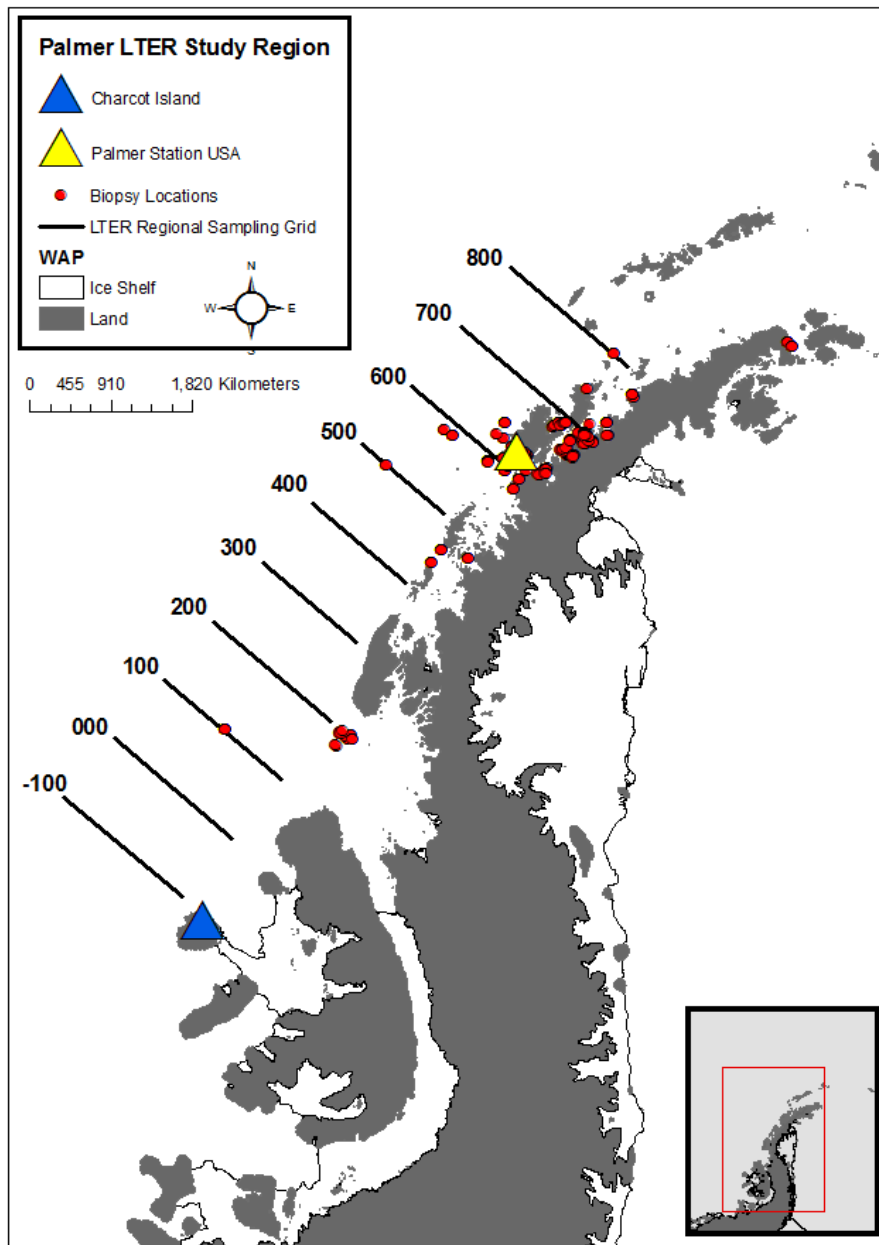 Palmer LTER Study Region
Charcot Island
Palmer Station USA
Biopsy Locations
LTER Regional Sampling Grid
WAP
Ice Shelf
Land
N
W E
S
0 455 910 1,820 Kilometers
800
700
600
500
400
300
200
100
000
-100